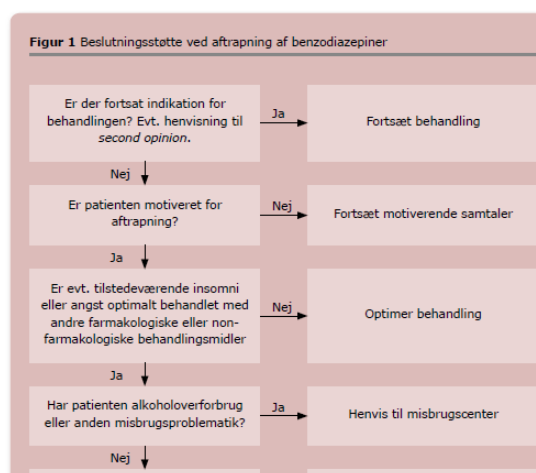 Figur 1 Beslutningsstøtte ved aftrapning af benzodiazepiner
Er der fortsat indikation for
behandlingen? Evt. henvisning til
second opinion.
Ja
Fortsæt behandling
Nej
Er patienten motiveret for
aftrapning?
Nej
Fortsæt motiverende samtaler
Ja
Er evt. tilstedeværende insomni
eller angst optimalt behandlet med
andre farmakologiske eller non-
farmakologiske behandlingsmidler
Nej
Optimer behandling
Ja
Har patienten alkoholoverforbrug
eller anden misbrugsproblematik?
Ja
Henvis til misbrugscenter
Nej